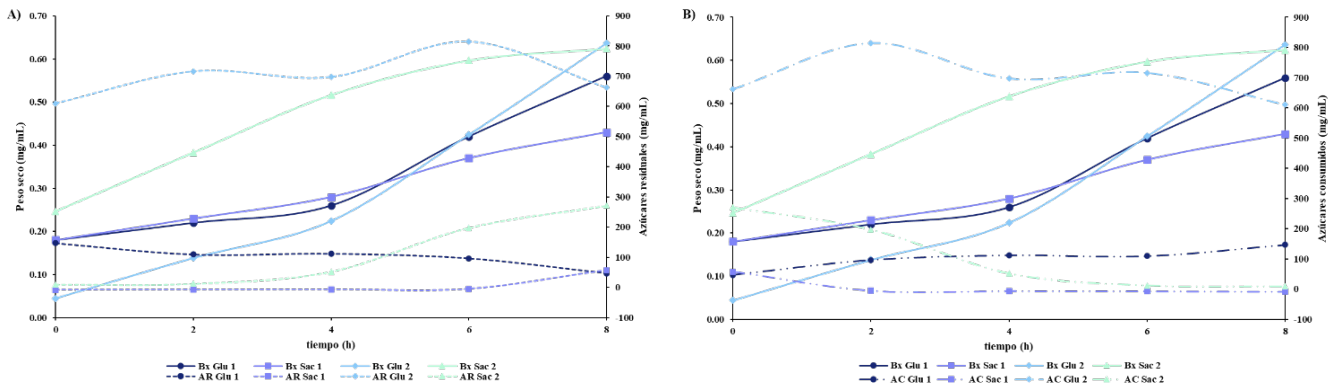 A)
Peso seco (mg/mL)
0.70
0.60
0.50
0.40
0.30
0.20
0.10
0.00
900
800
700
600
500
400
300
200
100
0
-100
Azúcares residuales (mg/mL)
0 2 4 6 8
tiempo (h)
Bx Glu 1 Bx Sac 1 Bx Glu 2 Bx Sac 2
AR Glu 1 AR Sac 1 AR Glu 2 AR Sac 2
B)
Peso seco (mg/mL)
0.70
0.60
0.50
0.40
0.30
0.20
0.10
0.00
900
800
700
600
500
400
300
200
100
0
-100
Azúcares consumidos (mg/mL)
0 2 4 6 8
tiempo (h)
Bx Glu 1 Bx Sac 1 Bx Glu 2 Bx Sac 2
AC Glu 1 AC Sac 1 AC Glu 2 AC Sac 2